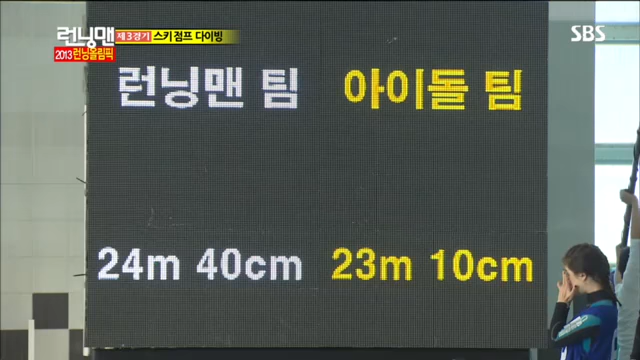 런닝맨 제3경기 스키점프 다이빙
2013 런닝올림픽
SBS
런닝맨 팀 아이돌 팀
24m 40cm 23m 10cm